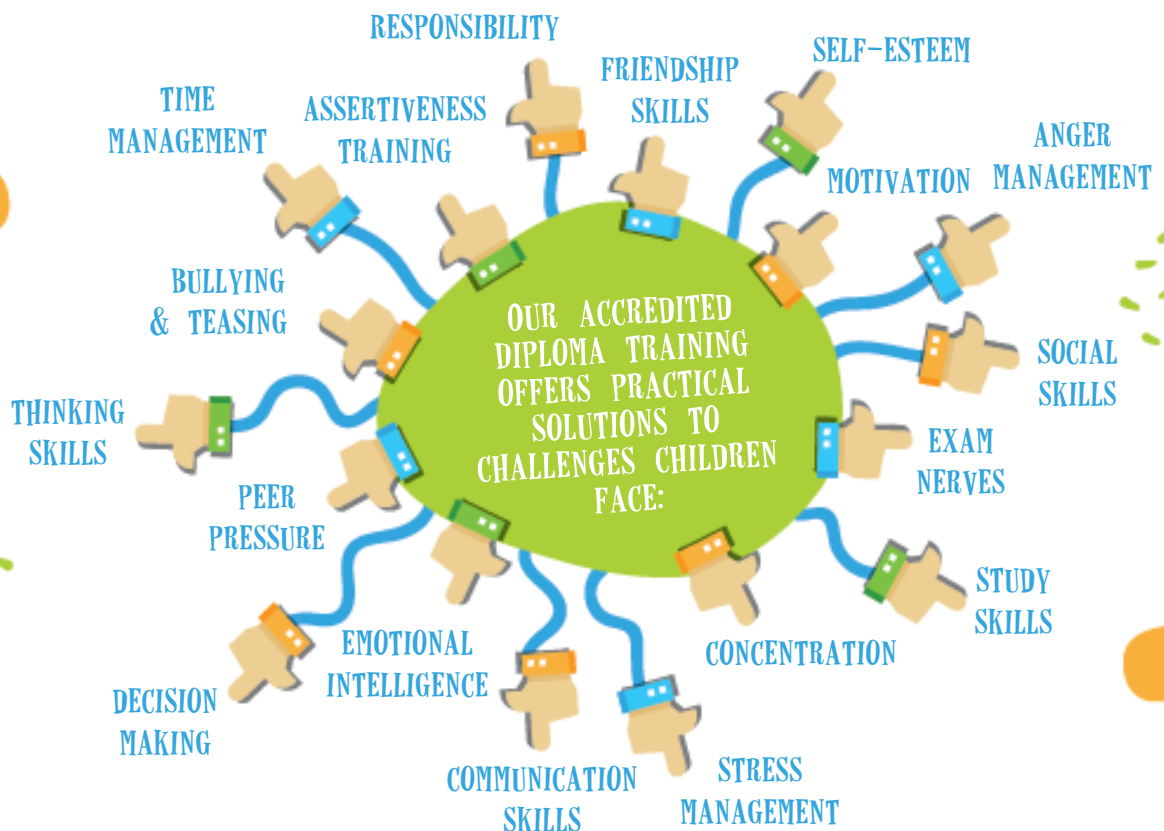 RESPONSIBILITY
FRIENDSHIP
SKILLS
SELF-ESTEEM
TIME
MANAGEMENT
ASSERTIVENESS
TRAINING
MOTIVATION
ANGER
MANAGEMENT
BULLYING
& TEASING
OUR ACCREDITED
DIPLOMA TRAINING
OFFERS PRACTICAL
SOLUTIONS TO
CHALLENGES CHILDREN
FACE:
SOCIAL
SKILLS
THINKING
SKILLS
EXAM
NERVES
PEER
PRESSURE
STUDY
SKILLS
EMOTIONAL
INTELLIGENCE
CONCENTRATION
DECISION
MAKING
COMMUNICATION
SKILLS
STRESS
MANAGEMENT